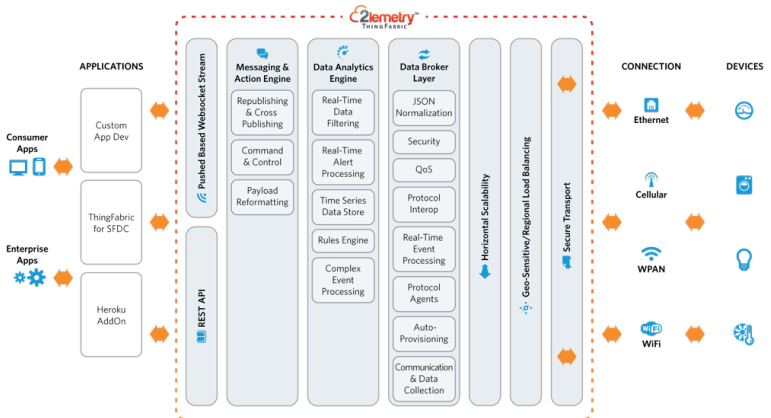 2lemetry™
THINGFABRIC
APPLICATIONS
Consumer
Apps
Enterprise
Apps
Custom
App Dev
ThingFabric
for SFDC
Heroku
AddOn
Pushed Based Websocket Stream
REST API
Messaging &
Action Engine
Republishing
& Cross
Publishing
Command
& Control
Payload
Reformatting
Data Analytics
Engine
Real-Time
Data
Filtering
Real-Time
Alert
Processing
Time Series
Data Store
Rules Engine
Complex
Event
Processing
Data Broker
Layer
JSON
Normalization
Security
QoS
Protocol
Interop
Real-Time
Event
Processing
Protocol
Agents
Auto-
Provisioning
Communication
& Data
Collection
Horizontal Scalability
Geo-Sensitive/Regional Load Balancing
Secure Transport
CONNECTION
Ethernet
Cellular
WPAN
WiFi
WiFi
DEVICES